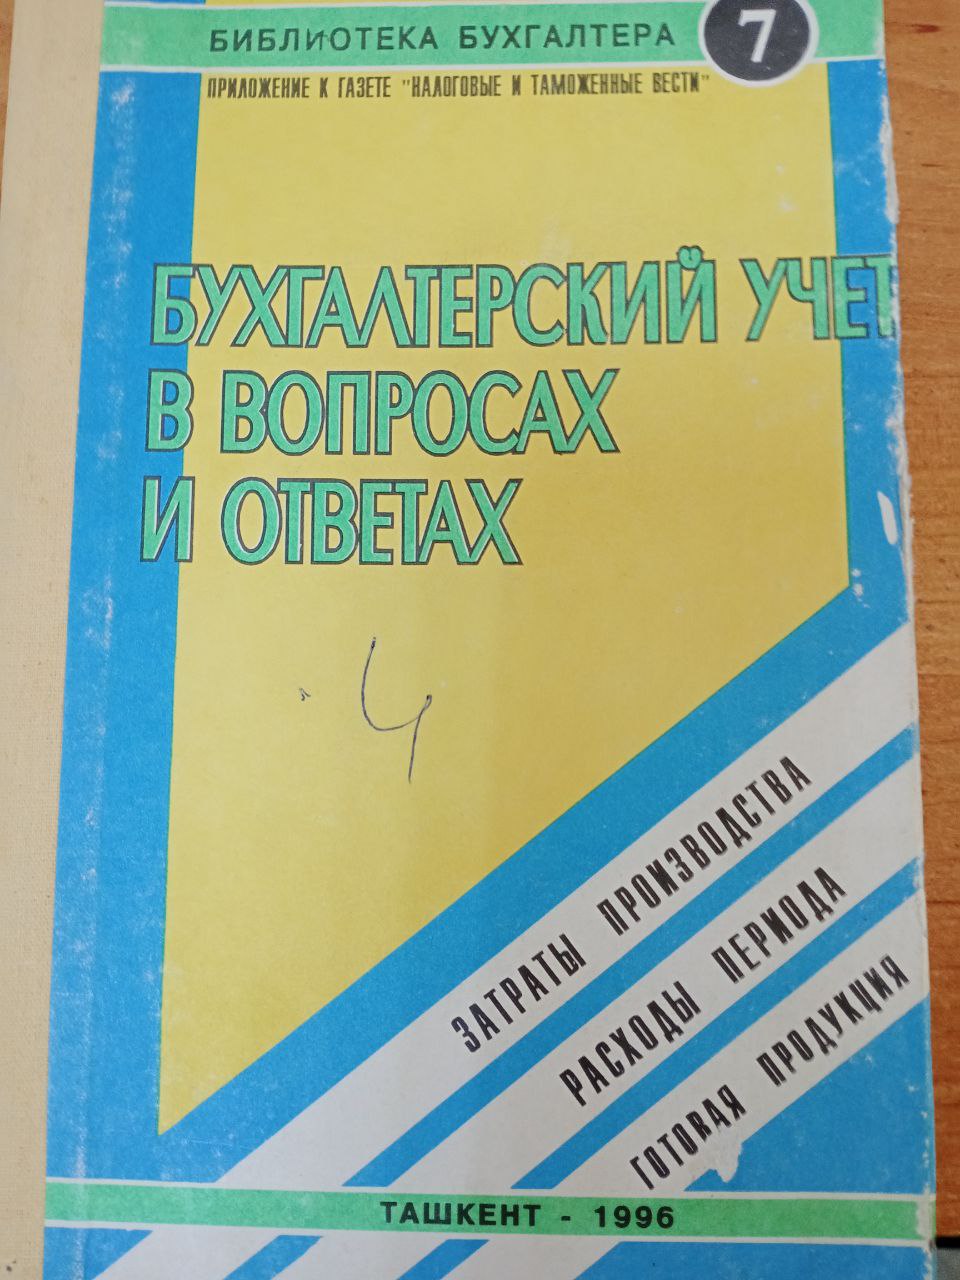 БИБЛИОТЕКА БУХГАЛТЕРА
7
ПРИЛОЖЕНИЕ К ГАЗЕТЕ "НАЛОГОВЫЕ И ТАМОЖЕННЫЕ ВЕСТИ"
БУХГАЛТЕРСКИЙ УЧЕТ
В ВОПРОСАХ
И ОТВЕТАХ
ЗАТРАТЫ ПРОИЗВОДСТВА
РАСХОДЫ ПЕРИОДА
ГОТОВАЯ ПРОДУКЦИЯ
ТАШКЕНТ - 1996